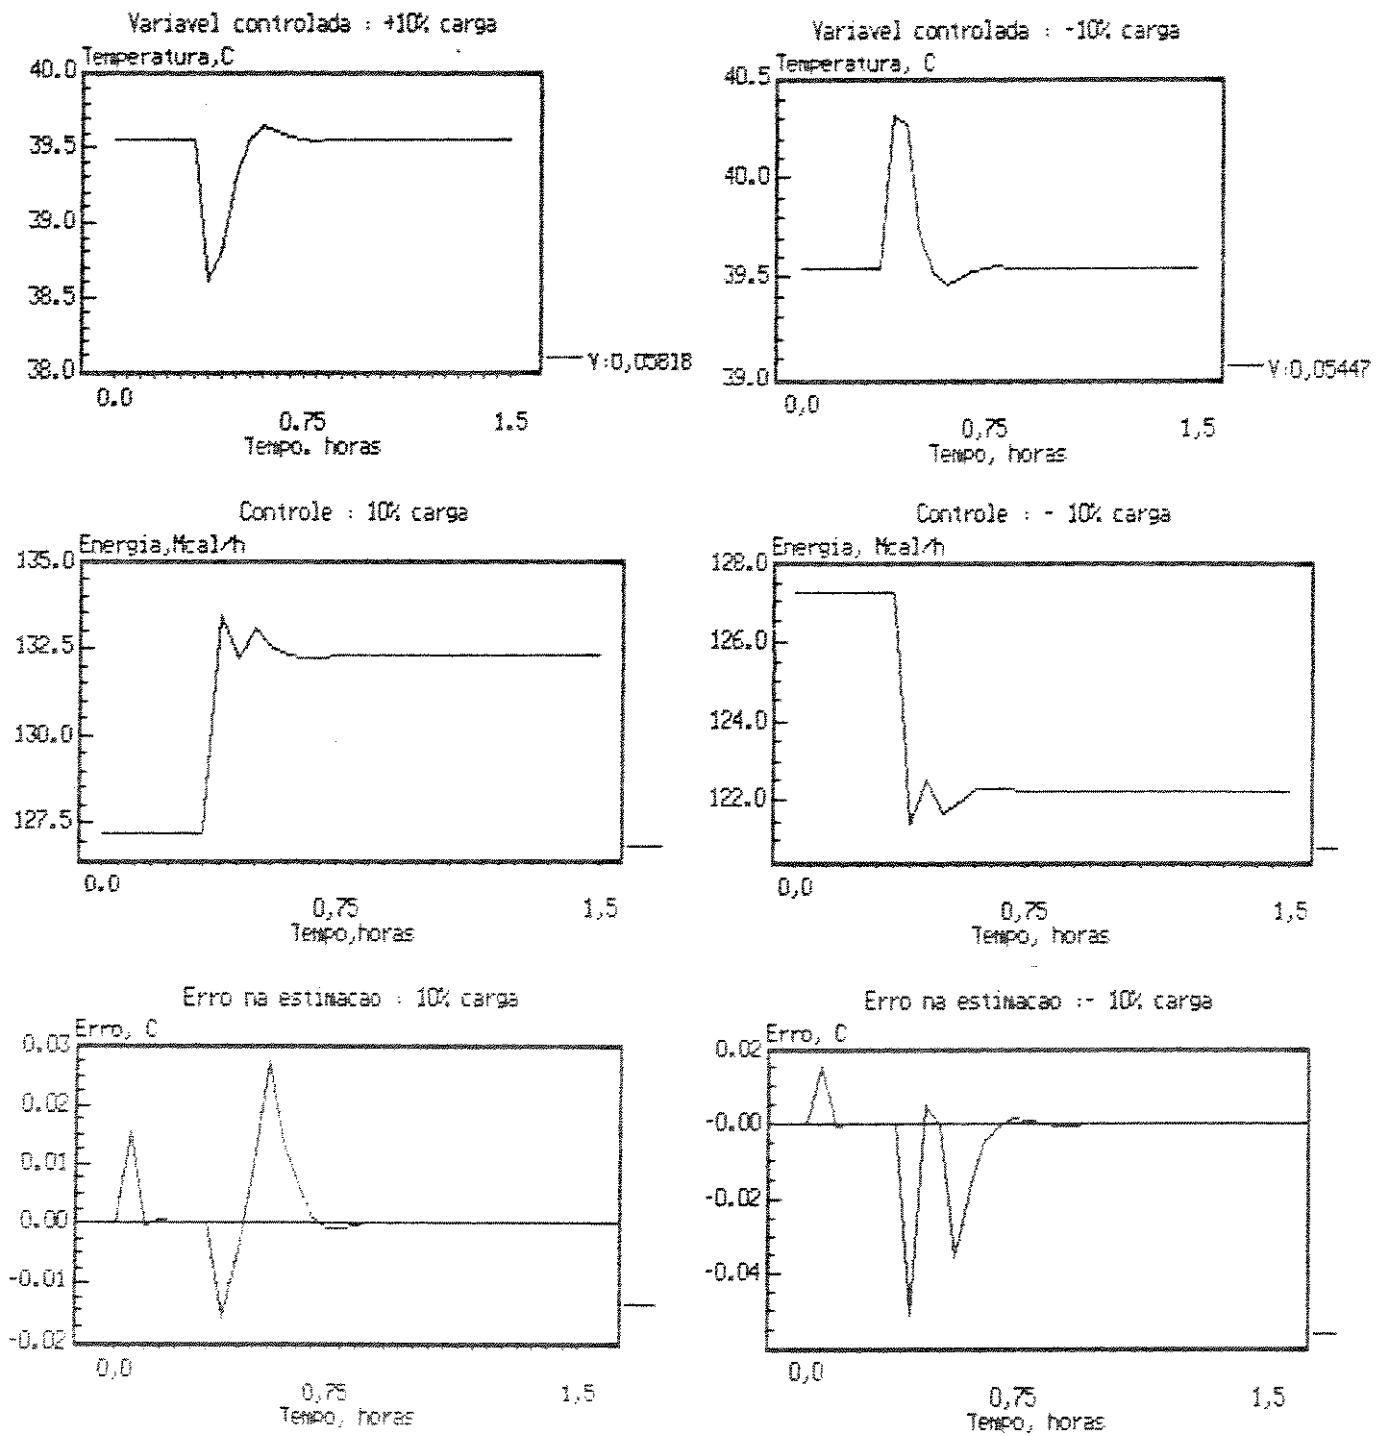 Variavel controlada : +10% carga
Temperatura,C
40.0
39.5
39.0
38.5
38.0
V:0,05818
0.0
0.75
1.5
Tempo. horas
Variavel controlada : -10% carga
Temperatura, C
40.5
40.0
39.5
39.0
V:0,05447
0,0
0,75
1,5
Tempo, horas
Controle : 10% carga
Energia,Mcal/h
135.0
132.5
130.0
127.5
0.0
0,75
1,5
Tempo,horas
Controle : - 10% carga
Energia, Mcal/h
128.0
126.0
124.0
122.0
0,0
0,75
1,5
Tempo, horas
Erro na estimacao : 10% carga
Erro, C
0.03
0.02
0.01
0.00
-0.01
-0.02
0,0
0,75
1,5
Tempo, horas
Erro na estimacao :- 10% carga
Erro, C
0.02
-0.00
-0.02
-0.04
0,0
0,75
1,5
Tempo, horas